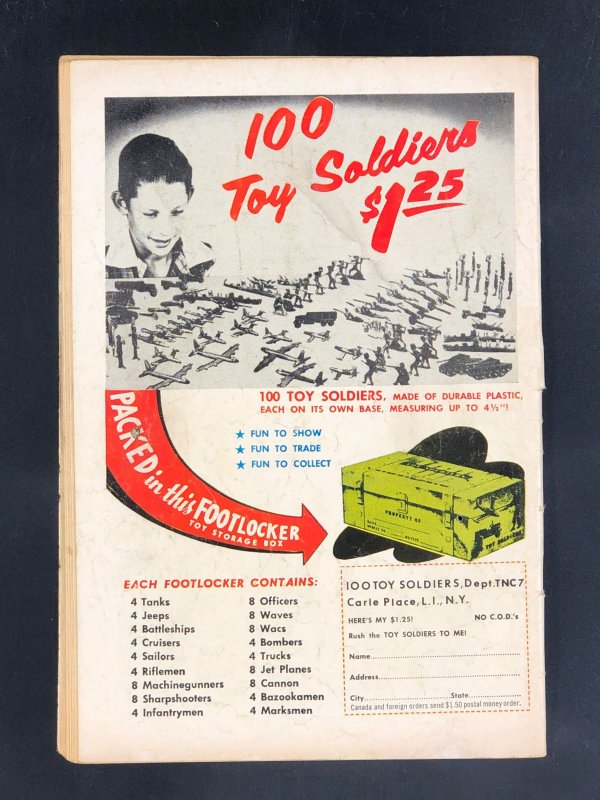 100
Toy Soldiers
$1.25
100 TOY SOLDIERS, MADE OF DURABLE PLASTIC,
EACH ON ITS OWN BASE, MEASURING UP TO 4½"!
★ FUN TO SHOW
★ FUN TO TRADE
★ FUN TO COLLECT
PACKED in this FOOTLOCKER
TOY STORAGE BOX
PROPERTY OF
TOY SOLDIERS
EACH FOOTLOCKER CONTAINS:
4 Tanks
4 Jeeps
4 Battleships
4 Cruisers
4 Sailors
4 Riflemen
8 Machinegunners
8 Sharpshooters
4 Infantrymen
8 Officers
8 Waves
8 Wacs
4 Bombers
4 Trucks
8 Jet Planes
8 Cannon
4 Bazookamen
4 Marksmen
100 TOY SOLDIERS, Dept. TNC7
Carle Place, L.I., N.Y.
HERE'S MY $1.25! NO C.O.D.'s
Rush the TOY SOLDIERS TO ME!
Name
Address
City State
Canada and foreign orders send $1.50 postal money order.